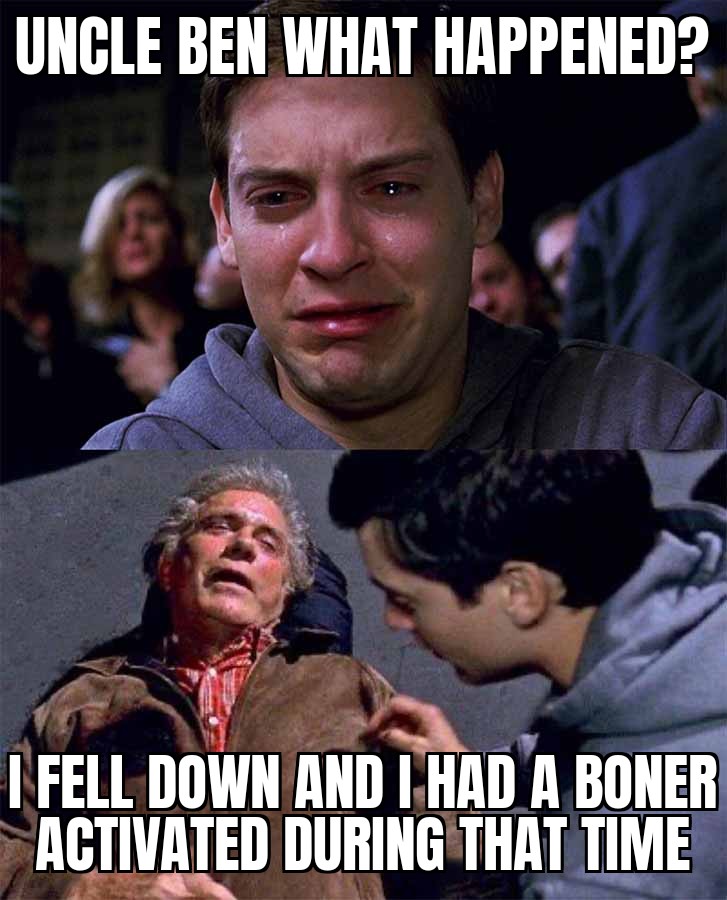 UNCLE BEN WHAT HAPPENED?
I FELL DOWN AND I HAD A BONER
ACTIVATED DURING THAT TIME